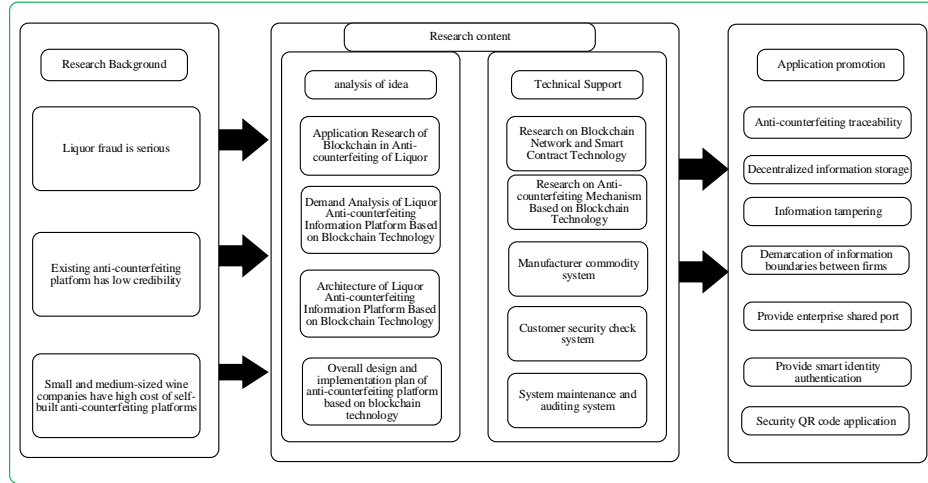 Research Background
Liquor fraud is serious
Existing anti-counterfeiting
platform has low credibility
Small and medium-sized wine
companies have high cost of self-
built anti-counterfeiting platforms
Research content
analysis of idea
Application Research of
Blockchain in Anti-
counterfeiting of Liquor
Demand Analysis of Liquor
Anti-counterfeiting
Information Platform Based
on Blockchain Technology
Architecture of Liquor
Anti-counterfeiting
Information Platform Based
on Blockchain Technology
Overall design and
implementation plan of
anti-counterfeiting platform
based on blockchain
technology
Technical Support
Research on Blockchain
Network and Smart
Contract Technology
Research on Anti-
counterfeiting Mechanism
Based on Blockchain
Technology
Manufacturer commodity
system
Customer security check
system
System maintenance and
auditing system
Application promotion
Anti-counterfeiting traceability
Decentralized information storage
Information tampering
Demarcation of information
boundaries between firms
Provide enterprise shared port
Provide smart identity
authentication
Security QR code application